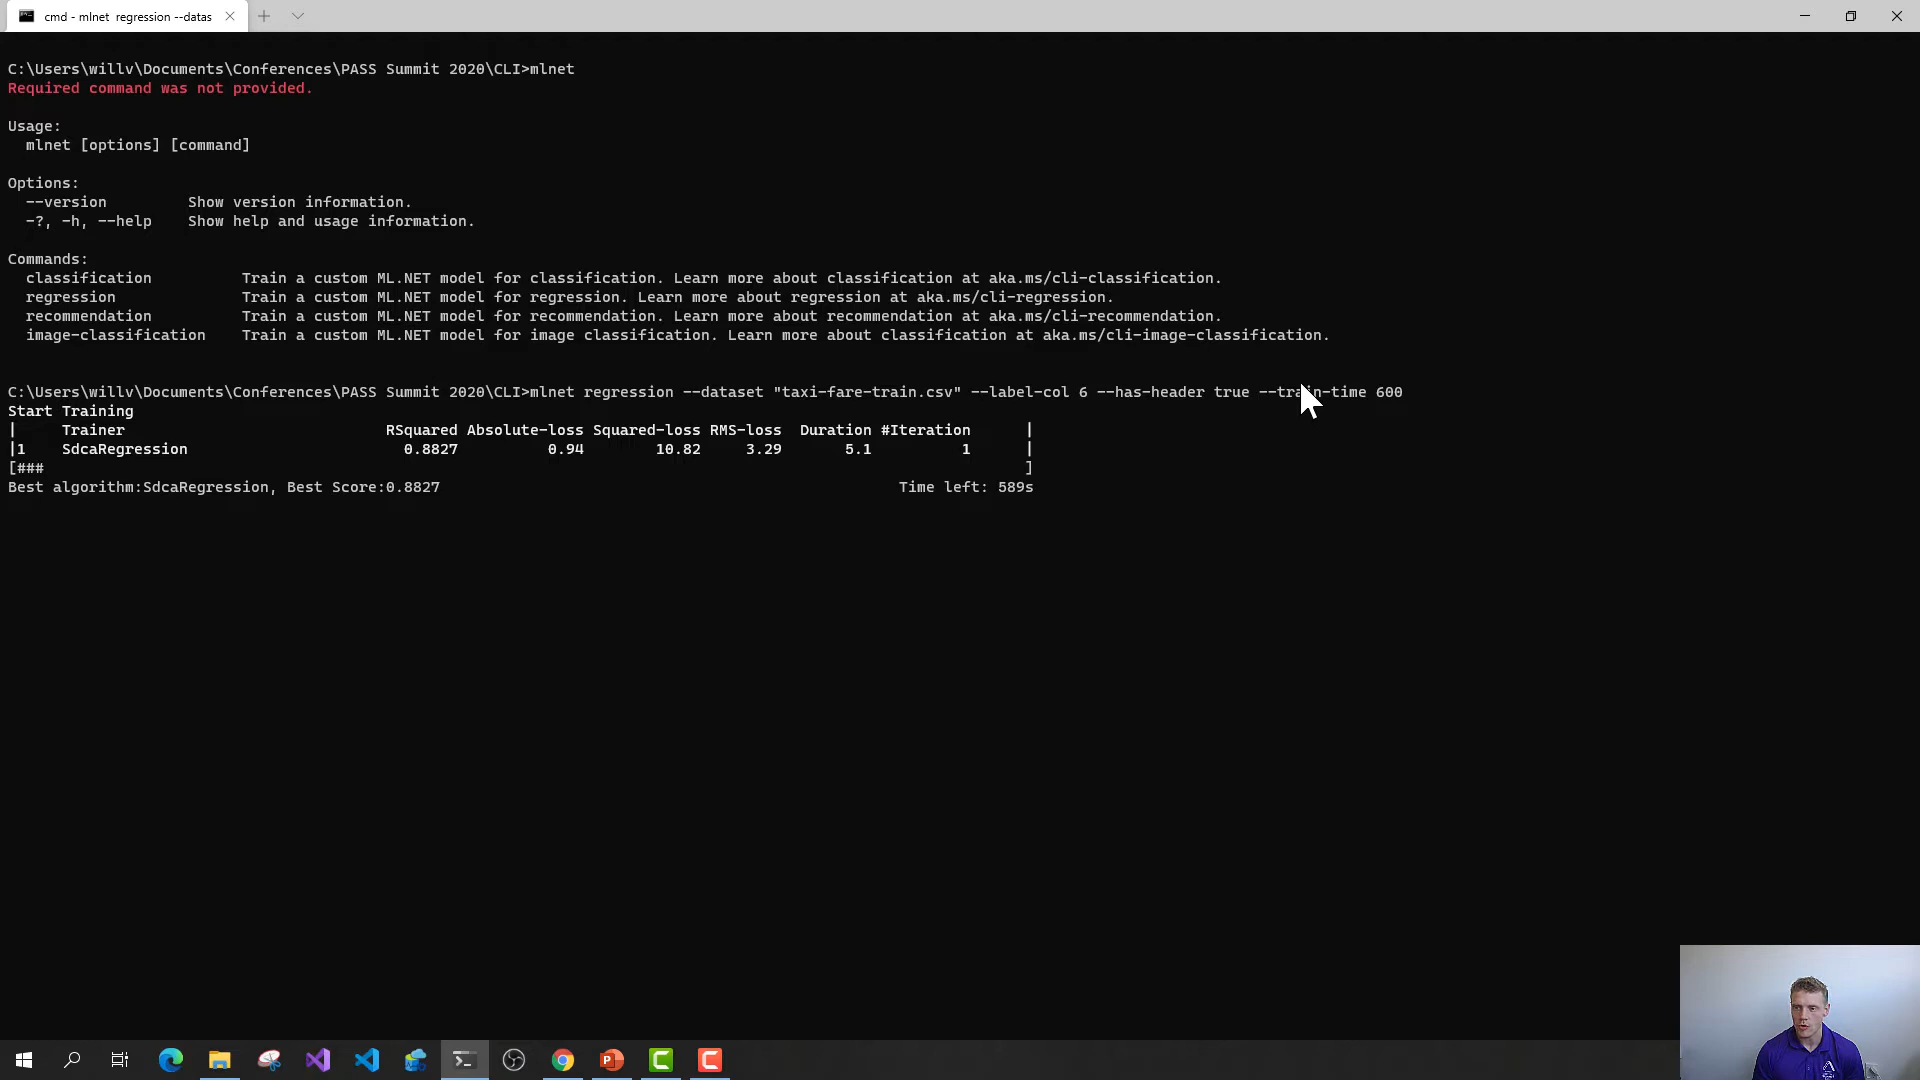 cmd - mlnet  regression --datas
C:\Users\willv\Documents\Conferences\PASS Summit 2020\CLI>mlnet
Required command was not provided.
Usage:
  mlnet [options] [command]
Options:
  --version         Show version information.
  -?, -h, --help    Show help and usage information.
Commands:
  classification          Train a custom ML.NET model for classification. Learn more about classification at aka.ms/cli-classification.
  regression              Train a custom ML.NET model for regression. Learn more about regression at aka.ms/cli-regression.
  recommendation          Train a custom ML.NET model for recommendation. Learn more about recommendation at aka.ms/cli-recommendation.
  image-classification    Train a custom ML.NET model for image classification. Learn more about classification at aka.ms/cli-image-classification.
C:\Users\willv\Documents\Conferences\PASS Summit 2020\CLI>mlnet regression --dataset "taxi-fare-train.csv" --label-col 6 --has-header true --train-time 600
Start Training
|     Trainer                             RSquared Absolute-loss Squared-loss RMS-loss  Duration #Iteration      |
|1    SdcaRegression                        0.8827          0.94        10.82     3.29       5.1          1      |
[###                                                                                                             ]
Best algorithm:SdcaRegression, Best Score:0.8827                                                   Time left: 589s